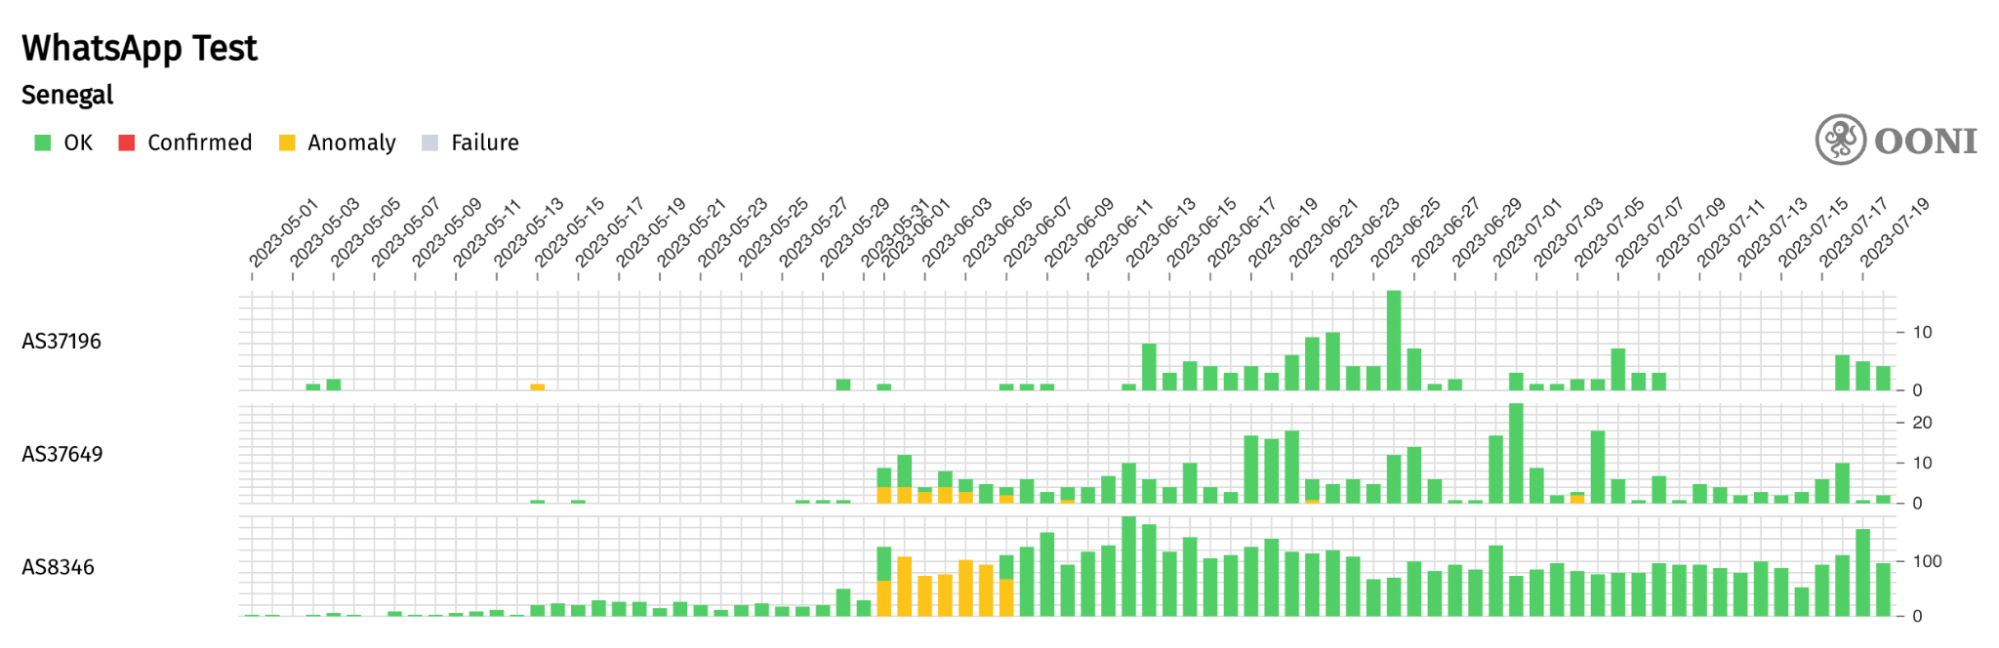 WhatsApp Test
Senegal
OK Confirmed Anomaly Failure
OONI
2023-05-01 2023-05-03 2023-05-05 2023-05-07 2023-05-09 2023-05-11 2023-05-13 2023-05-15 2023-05-17 2023-05-19 2023-05-21 2023-05-23 2023-05-25 2023-05-27 2023-05-29 2023-05-31 2023-06-01 2023-06-03 2023-06-05 2023-06-07 2023-06-09 2023-06-11 2023-06-13 2023-06-15 2023-06-17 2023-06-19 2023-06-21 2023-06-23 2023-06-25 2023-06-27 2023-06-29 2023-07-01 2023-07-03 2023-07-05 2023-07-07 2023-07-09 2023-07-11 2023-07-13 2023-07-15 2023-07-17 2023-07-19
10
AS37196
0
20
AS37649
10
0
100
AS8346
0